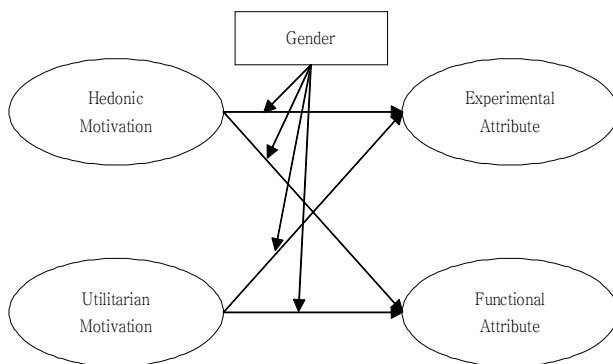 Gender
Hedonic
Motivation
Experimental
Attribute
Utilitarian
Motivation
Functional
Attribute